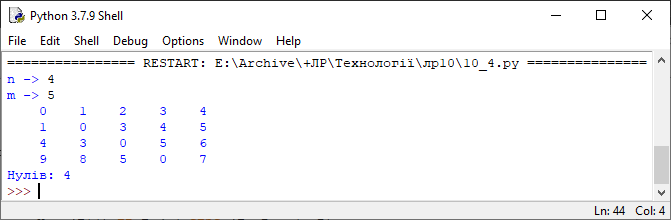 Python 3.7.9 Shell
File Edit Shell Debug Options Window Help
================ RESTART: E:\Archive\+ЛР\Технології\лр10\10_4.py ===============
n -> 4
m -> 5
0 1 2 3 4
1 0 3 4 5
4 3 0 5 6
9 8 5 0 7
Нулів: 4
>>>
Ln: 44 Col: 4